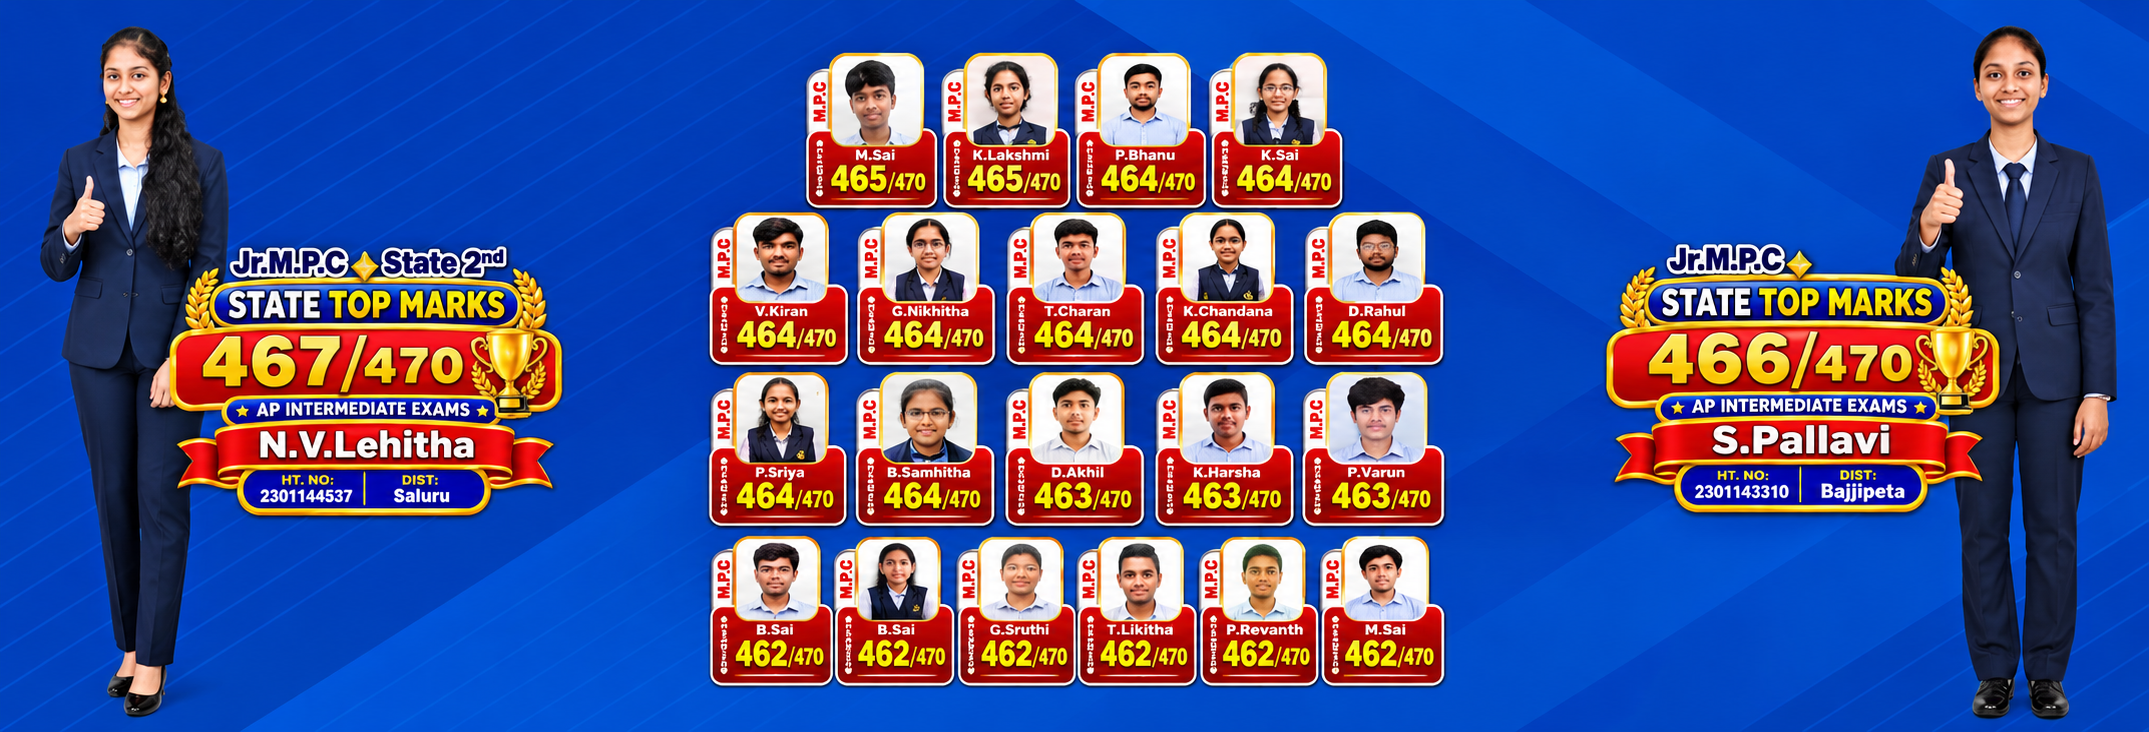 Jr.M.P.C State 2nd
STATE TOP MARKS
467/470
AP INTERMEDIATE EXAMS
N.V.Lehitha
HT. NO:
2301144537
DIST:
Saluru
M.P.C
M.Sai
465/470
M.P.C
K.Lakshmi
465/470
M.P.C
P.Bhanu
464/470
M.P.C
K.Sai
464/470
M.P.C
V.Kiran
464/470
M.P.C
G.Nikhitha
464/470
M.P.C
T.Charan
464/470
M.P.C
K.Chandana
464/470
M.P.C
D.Rahul
464/470
M.P.C
P.Sriya
464/470
M.P.C
B.Samhitha
464/470
M.P.C
D.Akhil
463/470
M.P.C
K.Harsha
463/470
M.P.C
P.Varun
463/470
M.P.C
B.Sai
462/470
M.P.C
B.Sai
462/470
M.P.C
G.Sruthi
462/470
M.P.C
T.Likitha
462/470
M.P.C
P.Revanth
462/470
M.P.C
M.Sai
462/470
Jr.M.P.C
STATE TOP MARKS
466/470
AP INTERMEDIATE EXAMS
S.Pallavi
HT. NO:
2301143310
DIST:
Bajjipeta